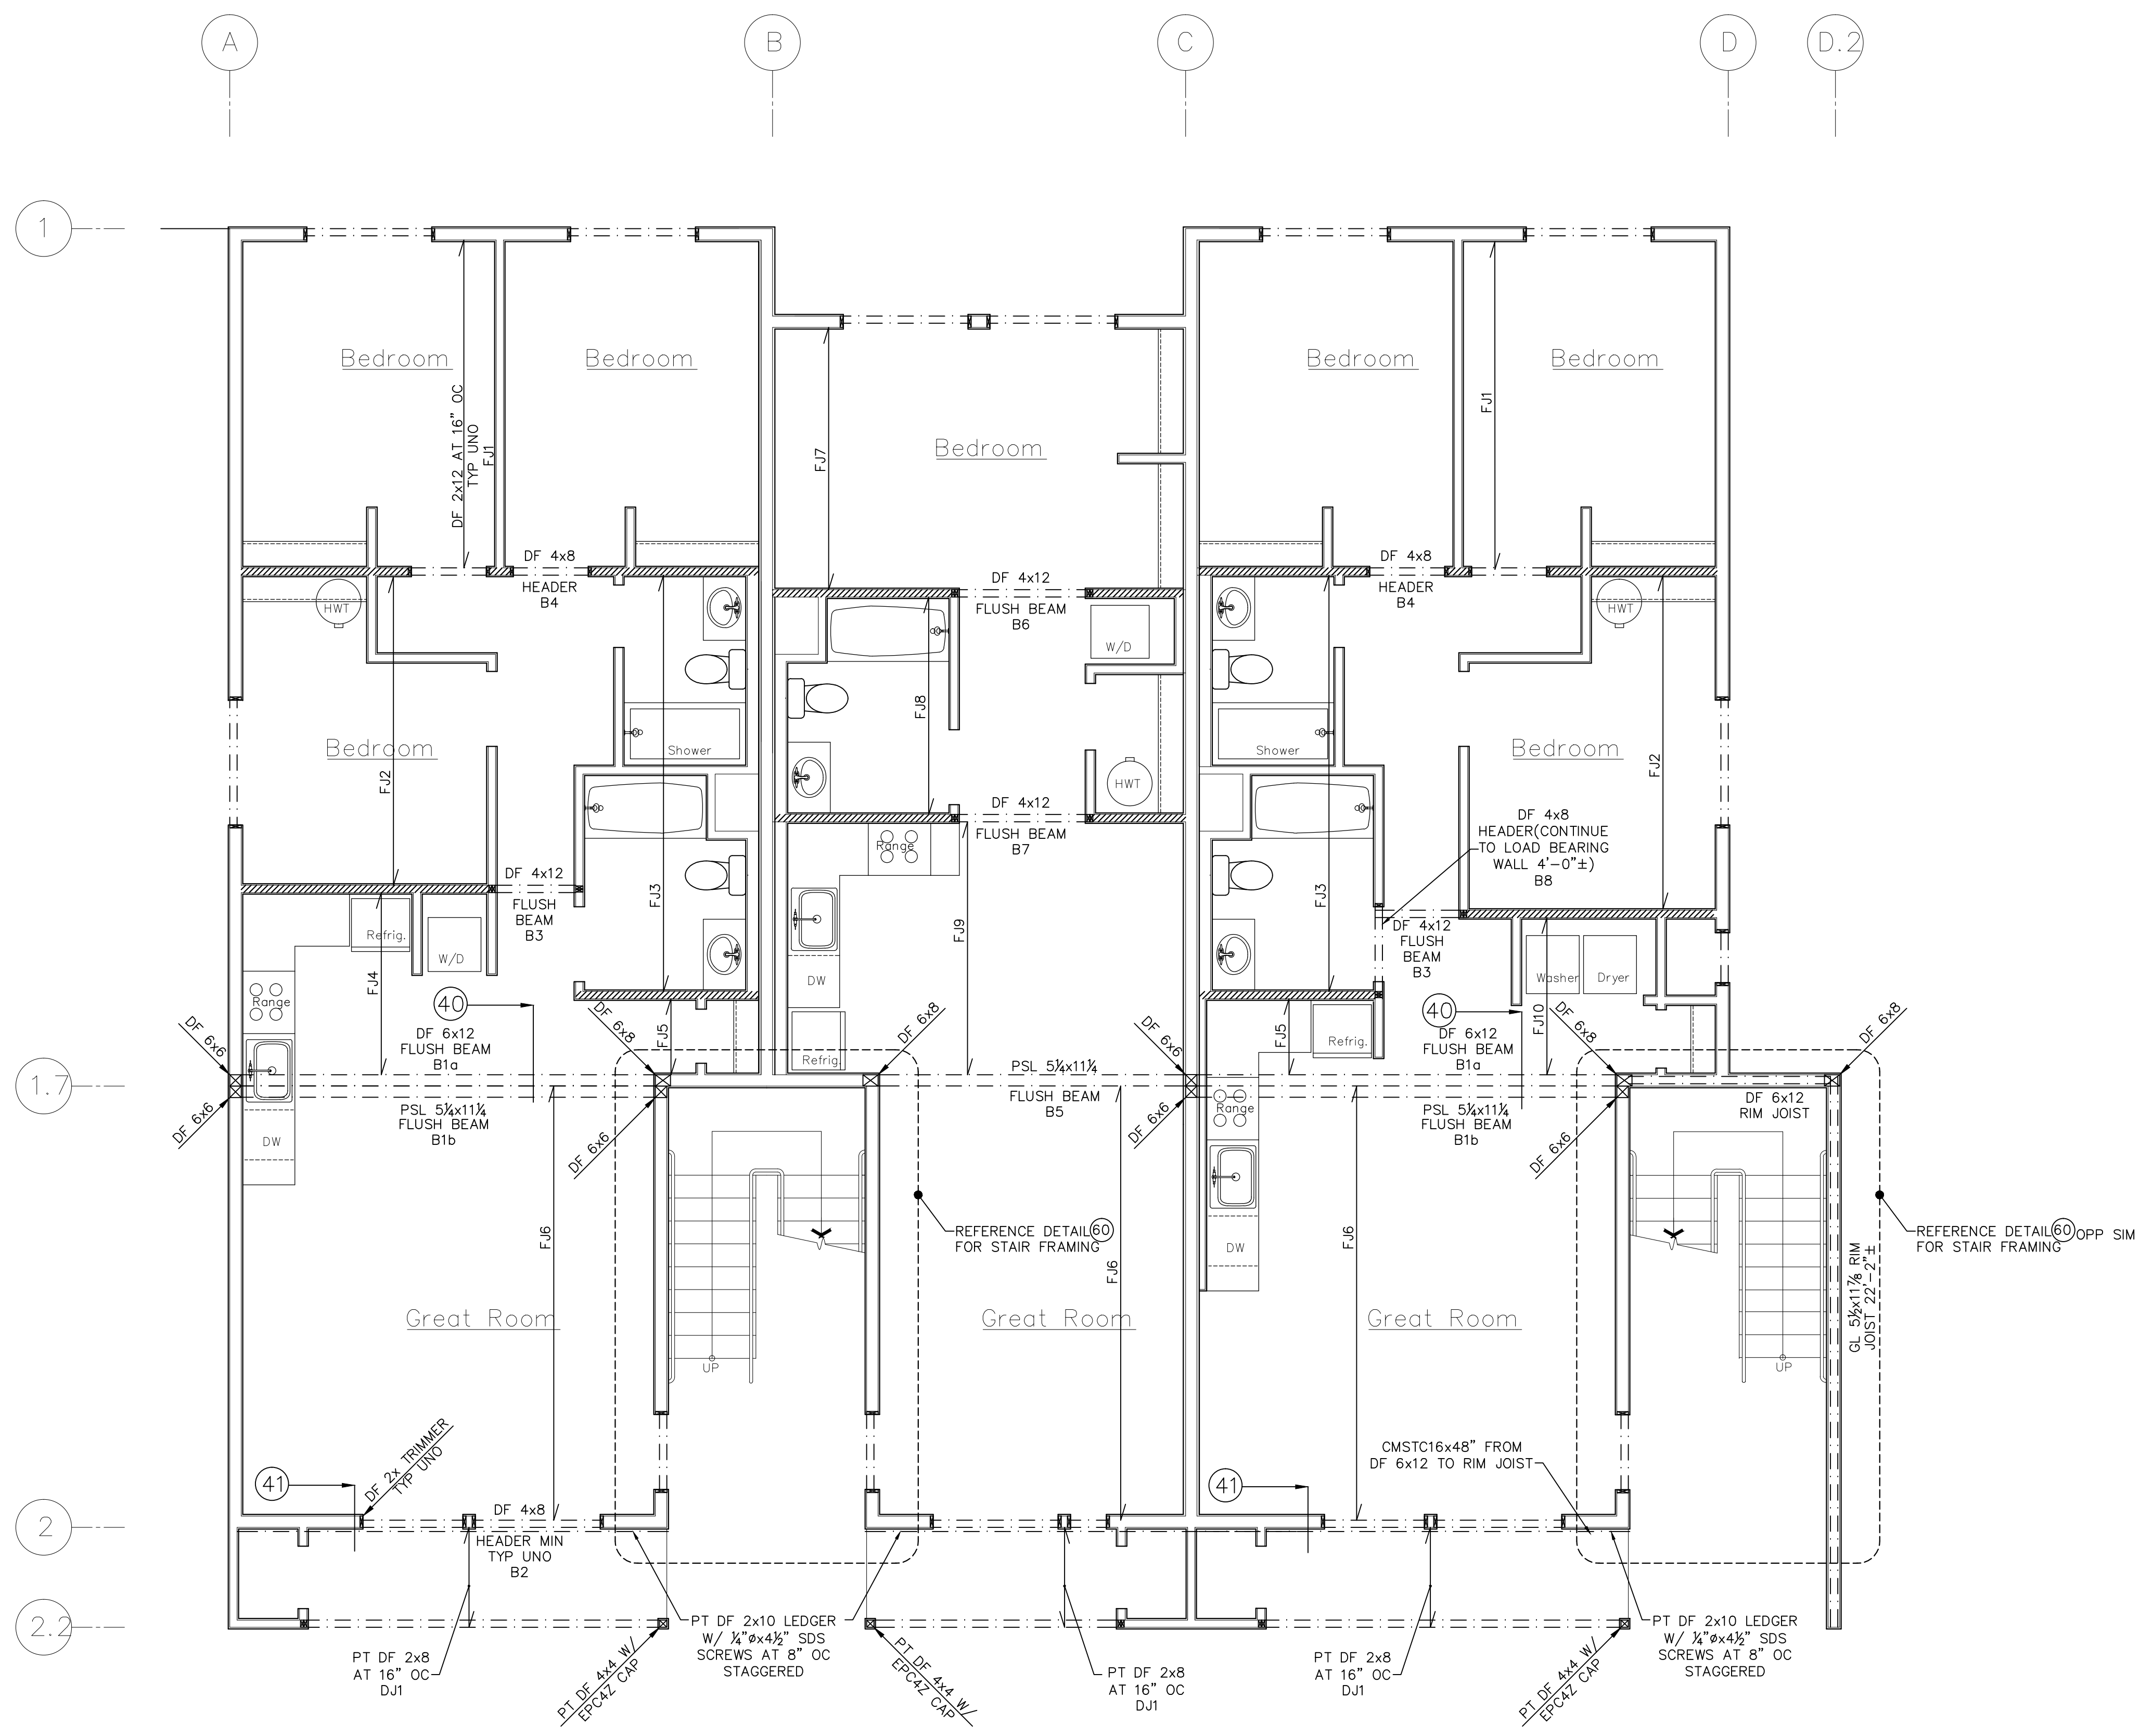 A
B
C
D
D.2
1
Bedroom
Bedroom
Bedroom
Bedroom
Bedroom
DF 2x12 AT 16" OC
TYP UNO
FJ1
FJ7
FJ1
DF 4x8
HEADER
B4
DF 4x12
FLUSH BEAM
B6
DF 4x8
HEADER
B4
HWT
W/D
HWT
Bedroom
FJ2
Shower
FJ3
FJ8
HWT
Shower
FJ3
Bedroom
FJ2
DF 4x12
FLUSH BEAM
B7
Range
DF 4x8
HEADER(CONTINUE
TO LOAD BEARING
WALL 4'-0"±)
B8
DF 4x12
FLUSH
BEAM
B3
DF 4x12
FLUSH
BEAM
B3
Refrig.
W/D
FJ4
Range
DW
FJ9
Washer
Dryer
FJ10
40
DF 6x12
FLUSH BEAM
B1a
FJ5
DF 6x6
DF 6x8
DF 6x8
Refrig.
DF 6x6
FJ5
Refrig.
40
DF 6x12
FLUSH BEAM
B1a
DF 6x8
DF 6x8
1.7
PSL 5¼x11¼
FLUSH BEAM
B5
DF 6x6
PSL 5¼x11¼
FLUSH BEAM
B1b
DW
DF 6x6
DF 6x6
Range
PSL 5¼x11¼
FLUSH BEAM
B1b
DF 6x6
DF 6x12
RIM JOIST
DW
FJ6
REFERENCE DETAIL 60
FOR STAIR FRAMING
FJ6
FJ6
REFERENCE DETAIL 60 OPP SIM
FOR STAIR FRAMING
GL 5½x11⅞ RIM
JOIST 22'-2"±
Great Room
Great Room
Great Room
UP
UP
41
DF 2x TRIMMER
TYP UNO
CMSTC16x48" FROM
DF 6x12 TO RIM JOIST
41
2
DF 4x8
HEADER MIN
TYP UNO
B2
2.2
PT DF 2x8
AT 16" OC
DJ1
PT DF 4x4 W/
EPC4Z CAP
PT DF 2x10 LEDGER
W/ ¼"øx4½" SDS
SCREWS AT 8" OC
STAGGERED
PT DF 4x4 W/
EPC4Z CAP
PT DF 2x8
AT 16" OC
DJ1
PT DF 2x8
AT 16" OC
DJ1
PT DF 4x4 W/
EPC4Z CAP
PT DF 2x10 LEDGER
W/ ¼"øx4½" SDS
SCREWS AT 8" OC
STAGGERED